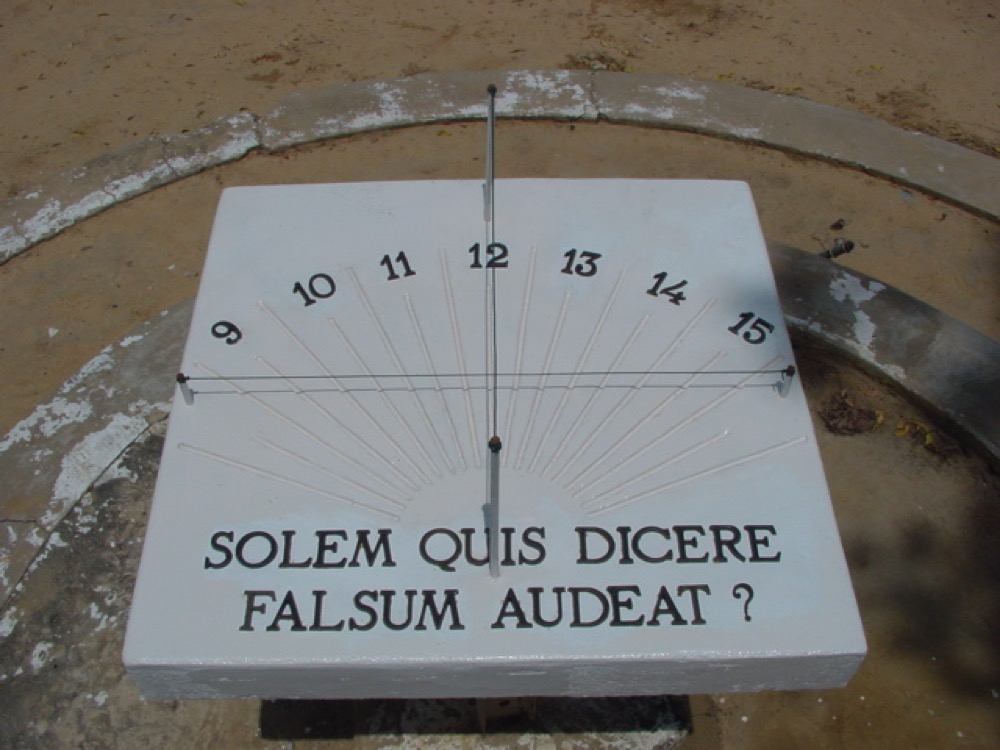 9 10 11 12 13 14 15
SOLEM QUIS DICERE
FALSUM AUDEAT ?